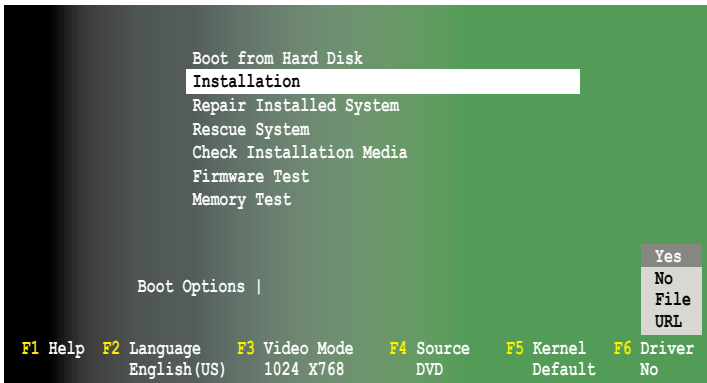 Boot from Hard Disk
Installation
Repair Installed System
Rescue System
Check Installation Media
Firmware Test
Memory Test
Yes
No
File
URL
Boot Options |
F1 Help F2 Language F3 Video Mode F4 Source F5 Kernel F6 Driver
English(US) 1024 X768 DVD Default No